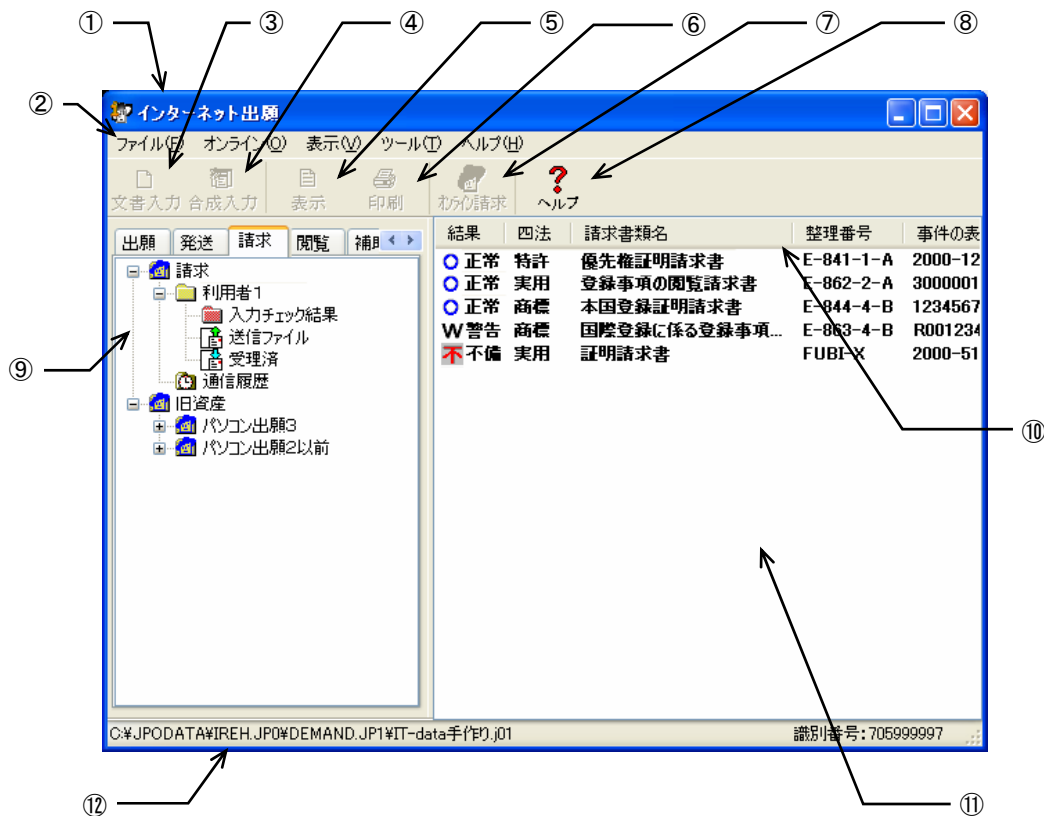 ① ③ ④ ⑤ ⑥ ⑦ ⑧
②
インターネット出願
ファイル(F) オンライン(O) 表示(V) ツール(T) ヘルプ(H)
文書入力 合成入力 表示 印刷 オンライン請求 ヘルプ
出願 発送 請求 閲覧 補助
結果 四法 請求書類名 整理番号 事件の表
正常 特許 優先権証明請求書 E-841-1-A 2000-12
正常 実用 登録事項の閲覧請求書 E-862-2-A 3000001
正常 商標 本国登録証明請求書 E-844-4-B 1234567
W 警告 商標 国際登録に係る登録事項... E-863-4-B R001234
不 不備 実用 証明請求書 FUBI-X 2000-51
請求
利用者1
入力チェック結果
送信ファイル
受理済
通信履歴
旧資産
パソコン出願3
パソコン出願2以前
⑨
⑩
C:¥JPODATA¥IREH.JP0¥DEMAND.JP1¥IT-data手作り.j01 識別番号:705999997
⑫ ⑪